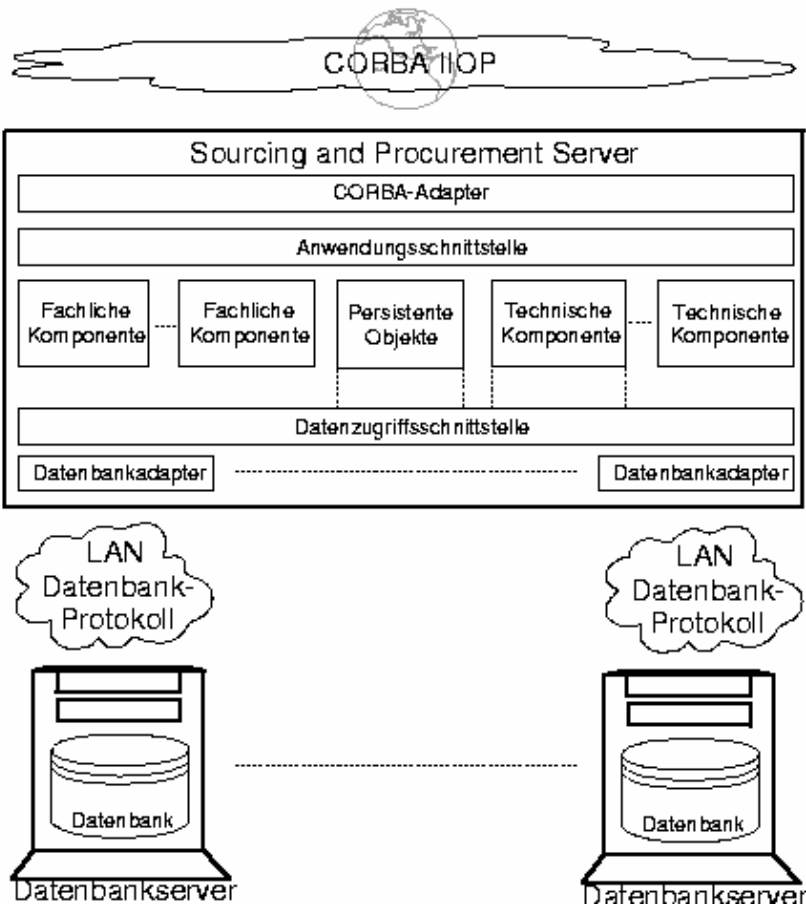 CORBA IIOP
Sourcing and Procurement Server
CORBA-Adapter
Anwendungsschnittstelle
Fachliche
Komponente
Fachliche
Komponente
Persistente
Objekte
Technische
Komponente
Technische
Komponente
Datenzugriffsschnittstelle
Datenbankadapter
Datenbankadapter
LAN
Datenbank-
Protokoll
LAN
Datenbank-
Protokoll
Datenbank
Datenbank
Datenbankserver
Datenbankserver